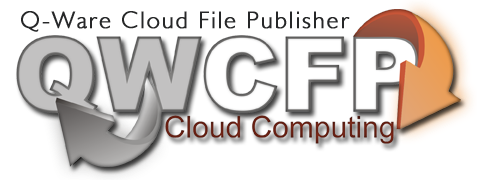 Q-Ware Cloud File Publisher
QWCFP
Cloud Computing